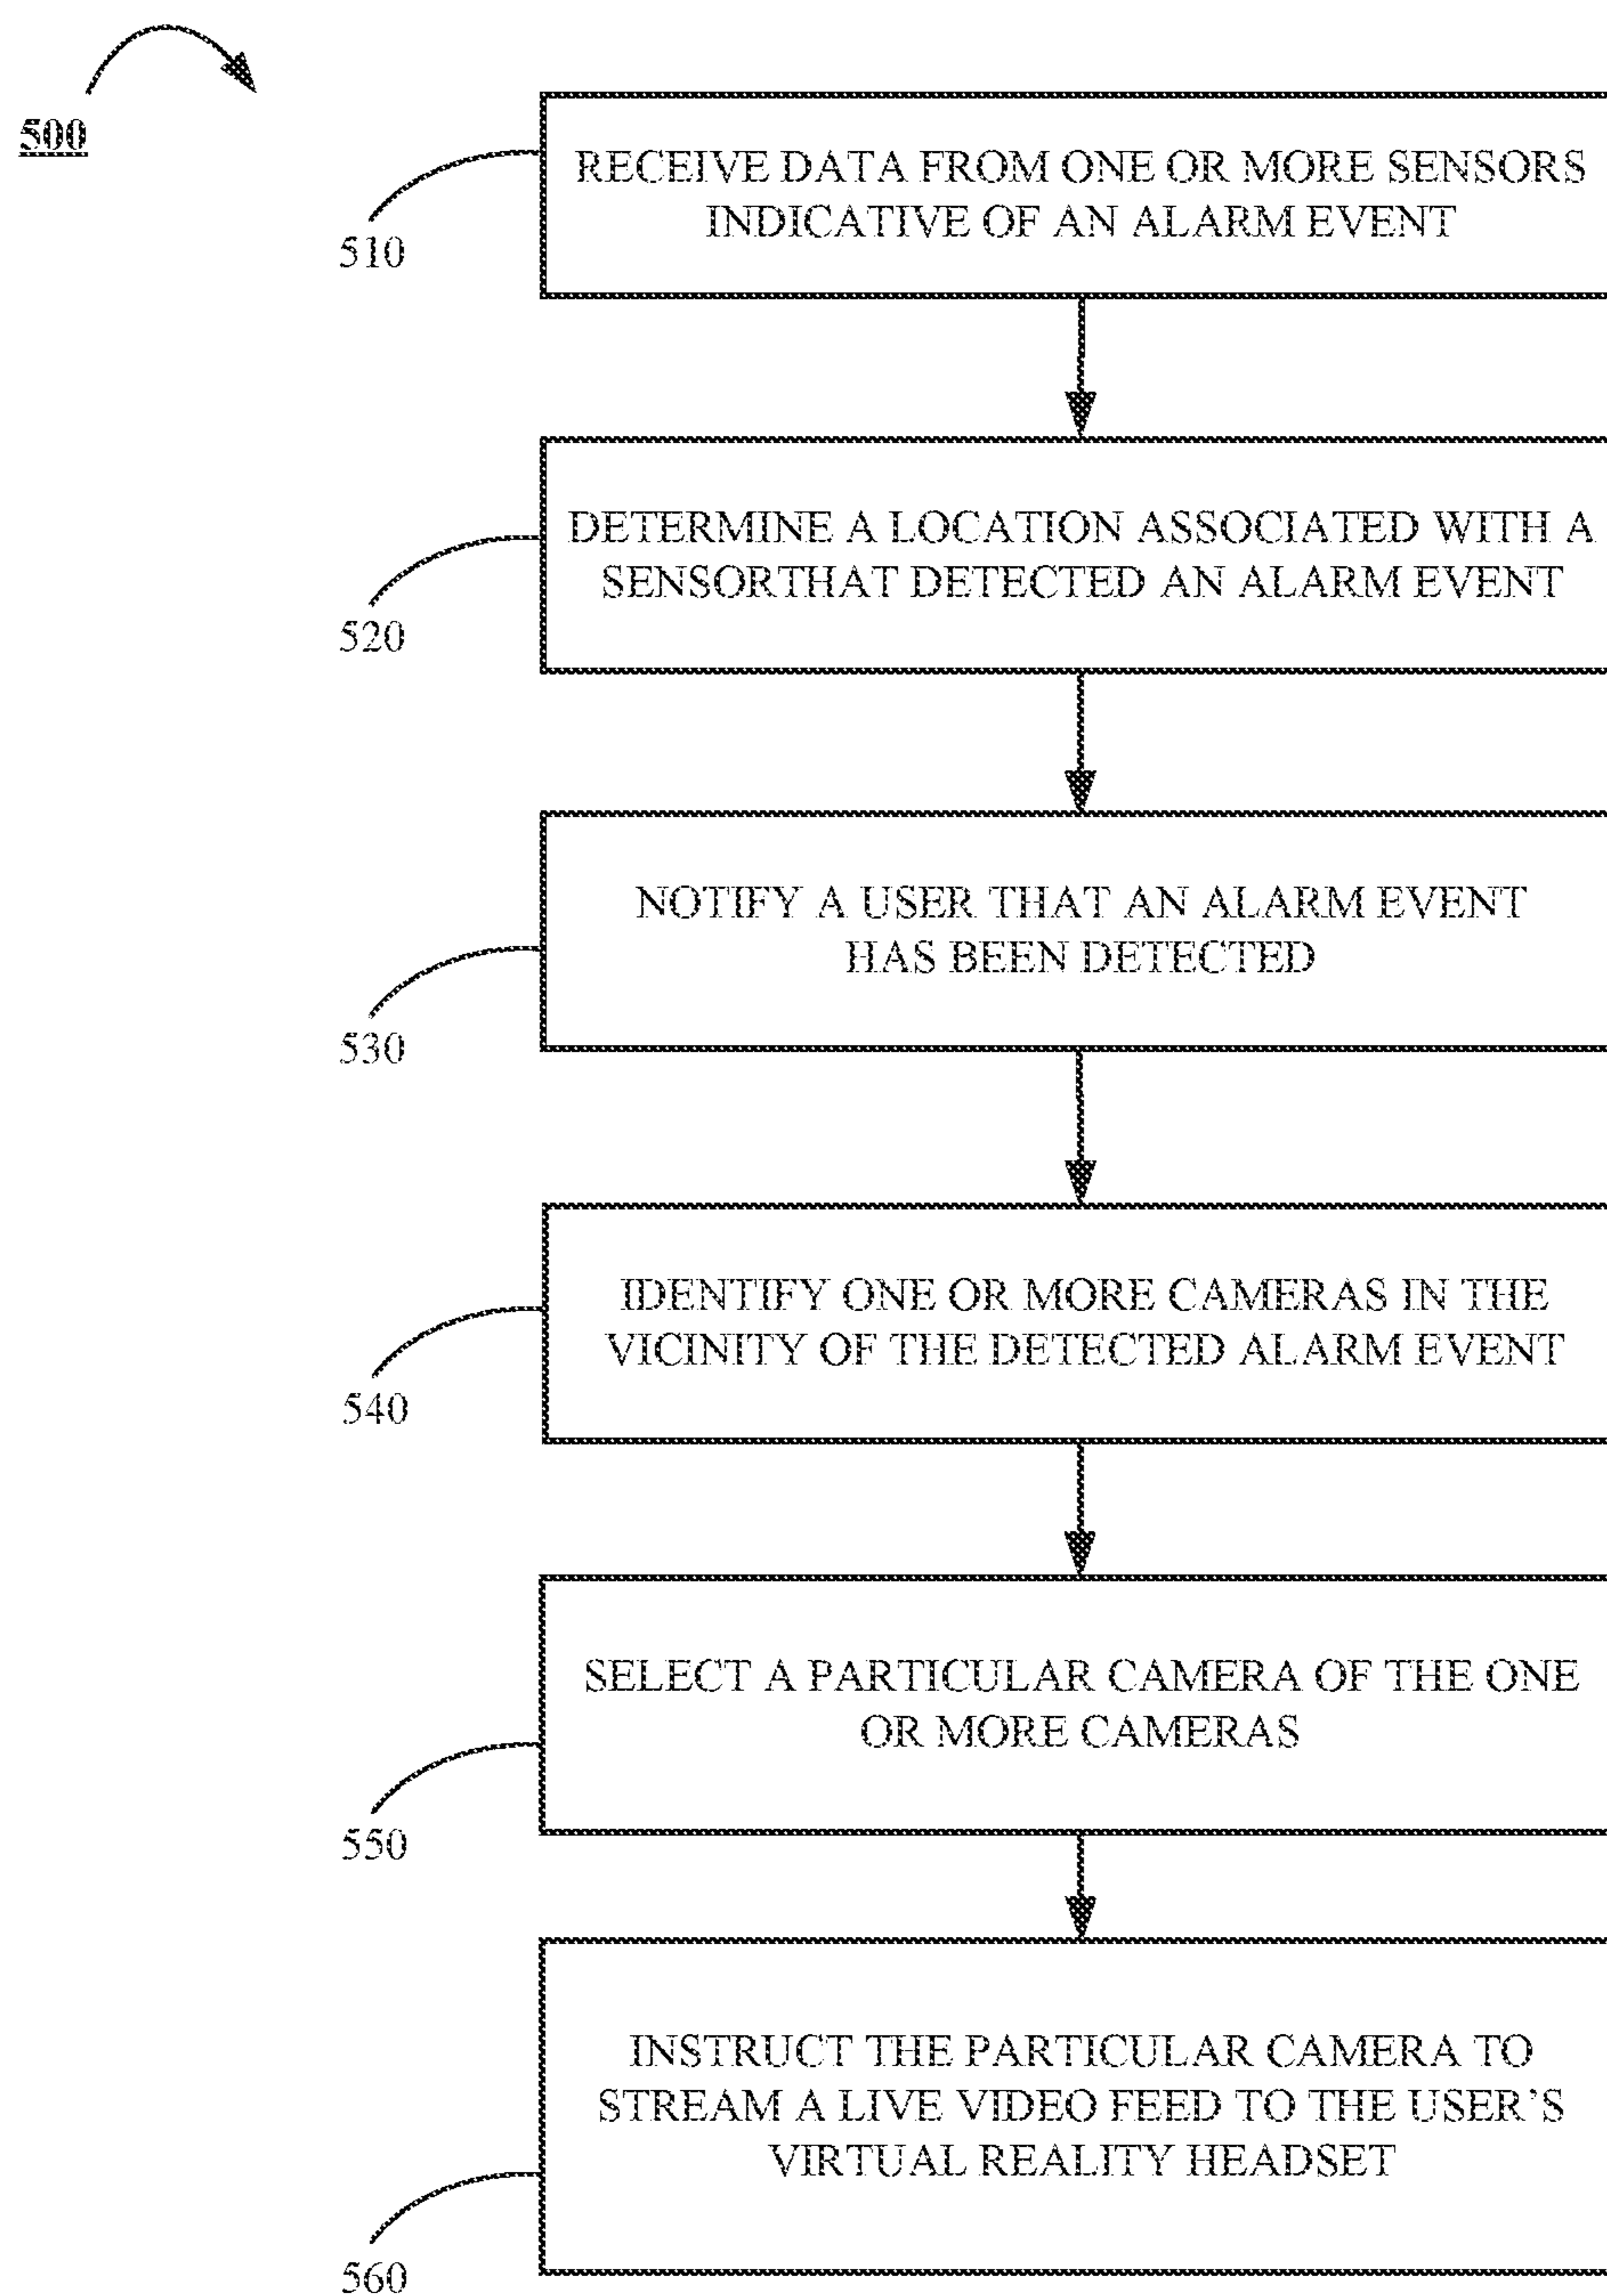 500
RECEIVE DATA FROM ONE OR MORE SENSORS
INDICATIVE OF AN ALARM EVENT
510
DETERMINE A LOCATION ASSOCIATED WITH A
SENSORTHAT DETECTED AN ALARM EVENT
520
NOTIFY A USER THAT AN ALARM EVENT
HAS BEEN DETECTED
530
IDENTIFY ONE OR MORE CAMERAS IN THE
VICINITY OF THE DETECTED ALARM EVENT
540
SELECT A PARTICULAR CAMERA OF THE ONE
OR MORE CAMERAS
550
INSTRUCT THE PARTICULAR CAMERA TO
STREAM A LIVE VIDEO FEED TO THE USER'S
VIRTUAL REALITY HEADSET
560